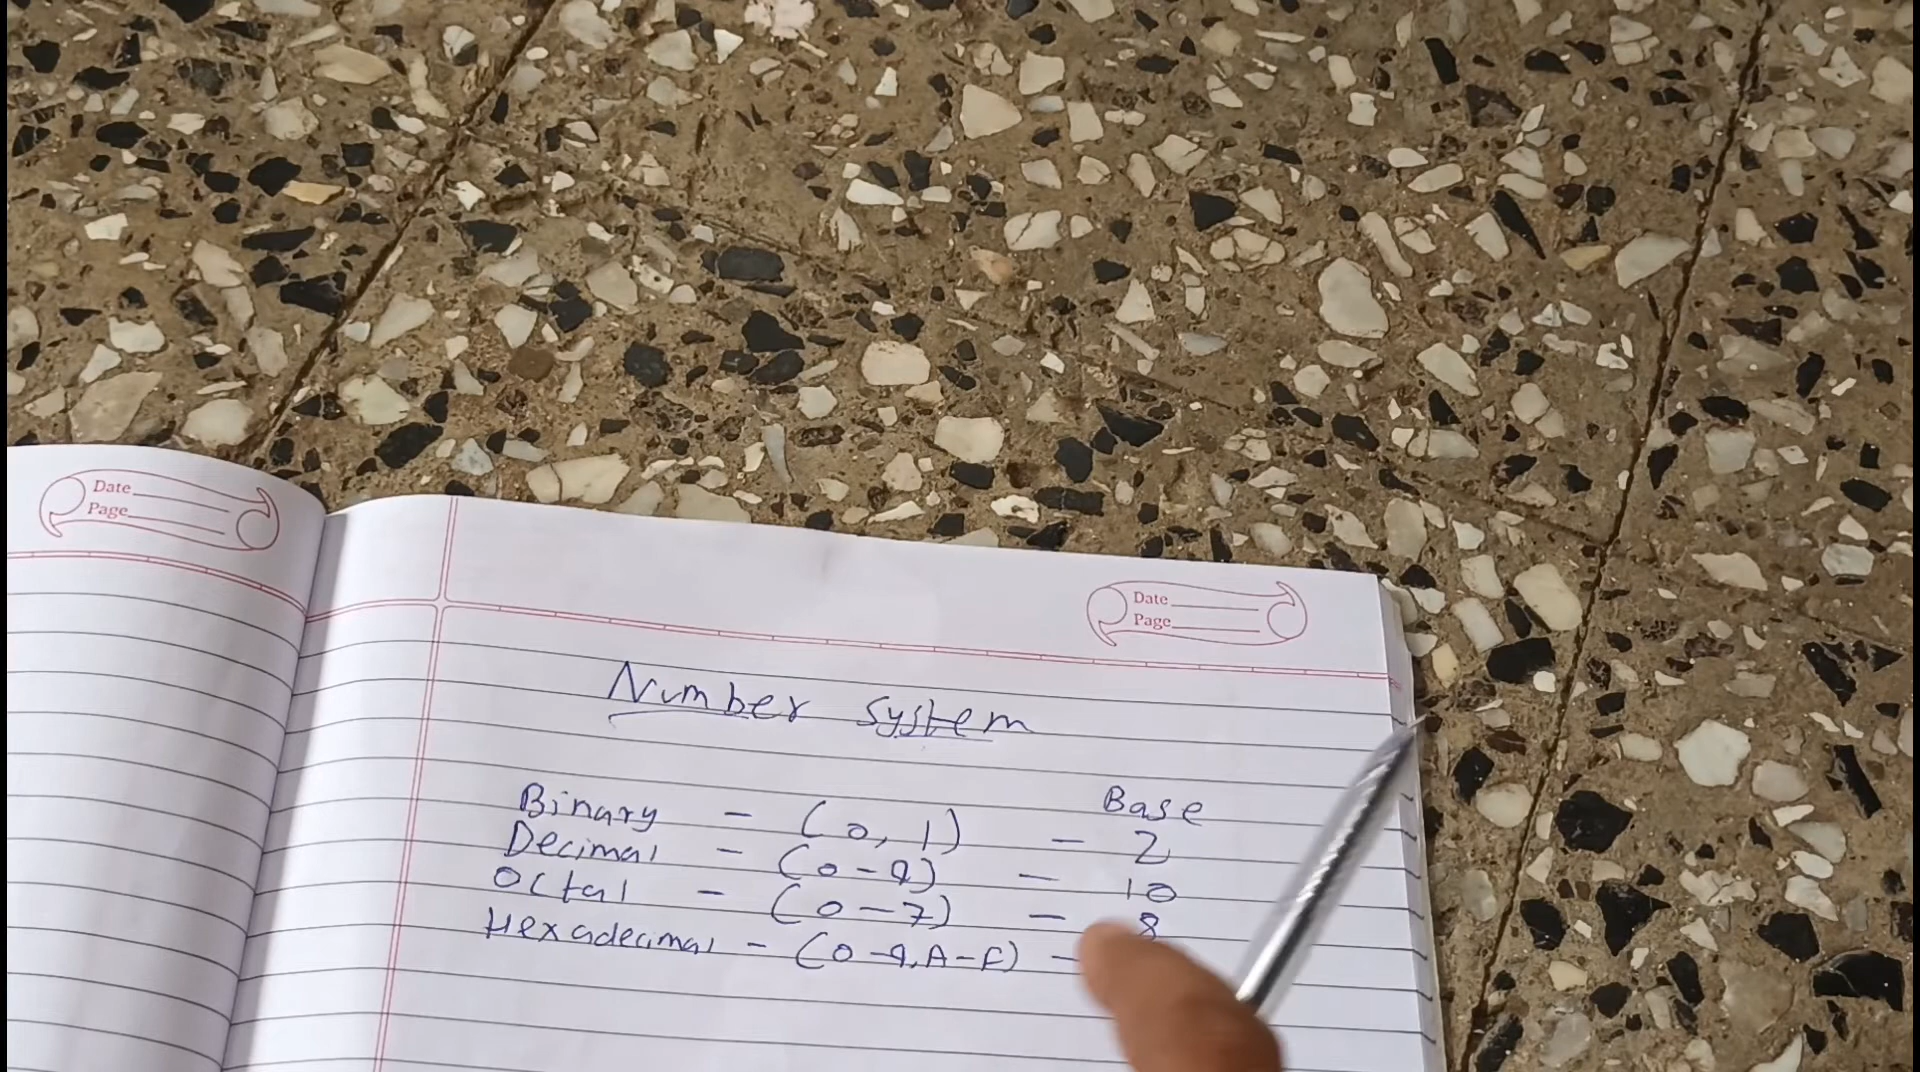 Date
Page
Date
Page
Number system
Base
Binary - (0, 1) - 2
Decimal - (0-9) - 10
Octal - (0-7) - 8
Hexadecimal - (0-9, A-F) -